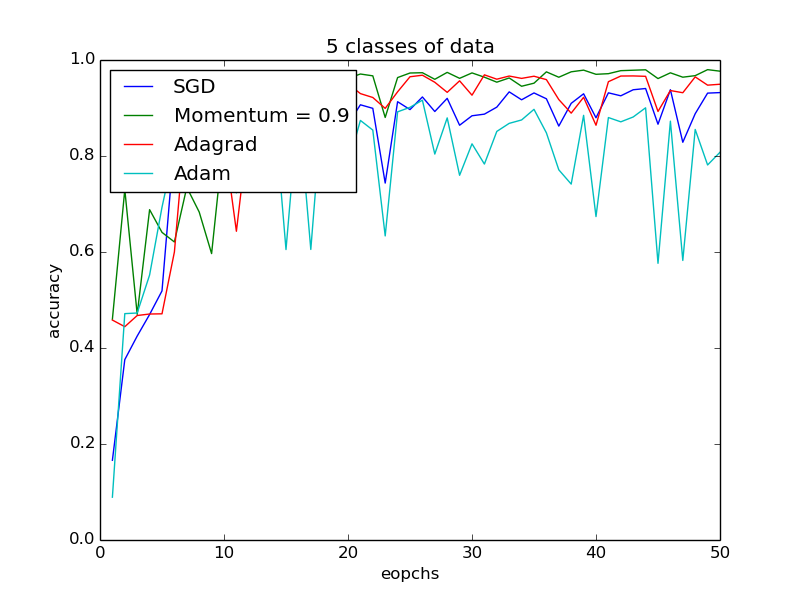 5 classes of data
SGD
Momentum = 0.9
Adagrad
Adam
1.0
0.8
0.6
0.4
0.2
0.0
accuracy
0 10 20 30 40 50
eopchs